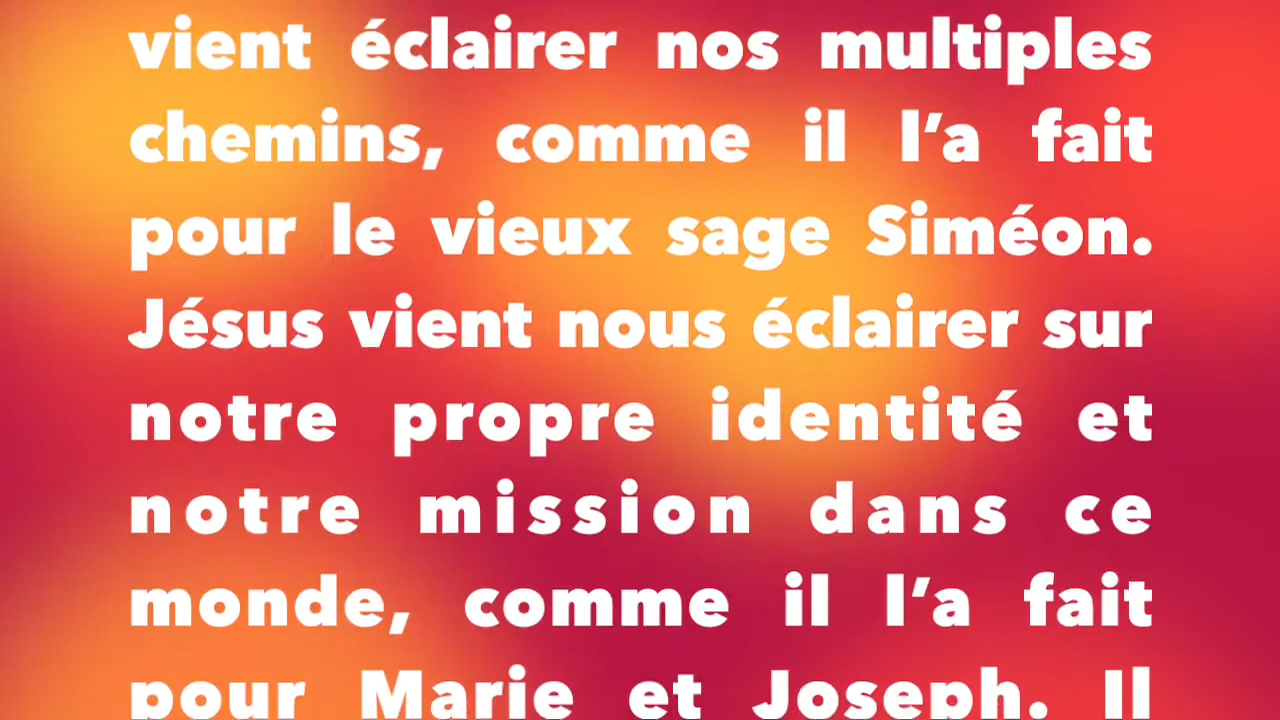 vient éclairer nos multiples
chemins, comme il l’a fait
pour le vieux sage Siméon.
Jésus vient nous éclairer sur
notre propre identité et
notre mission dans ce
monde, comme il l’a fait
pour Marie et Joseph. Il